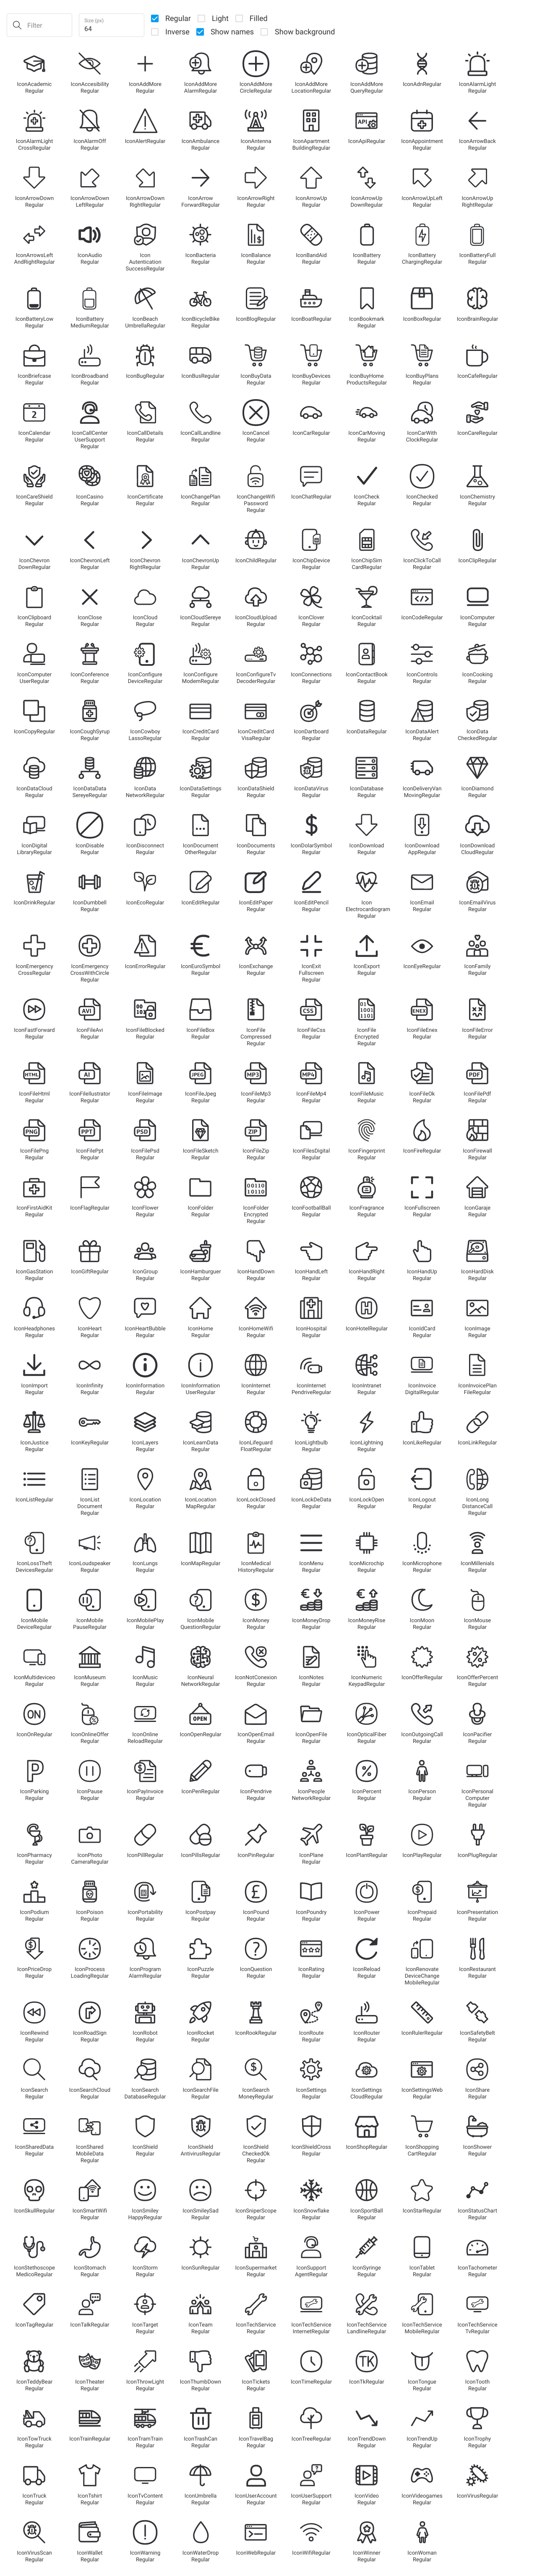 Filter
Size (px)
64
Regular
Light
Filled
Inverse
Show names
Show background
IconAcademic Regular
IconAccesibility Regular
IconAddMore Regular
IconAddMore AlarmRegular
IconAddMore CircleRegular
IconAddMore LocationRegular
IconAddMore QueryRegular
IconAdnRegular
IconAlarmLight Regular
IconAlarmLight CrossRegular
IconAlarmOff Regular
IconAlertRegular
IconAmbulance Regular
IconAntenna Regular
IconApartment BuildingRegular
IconApiRegular
IconAppointment Regular
IconArrowBack Regular
IconArrowDown Regular
IconArrowDown LeftRegular
IconArrowDown RightRegular
IconArrow ForwardRegular
IconArrowRight Regular
IconArrowUp Regular
IconArrowUp DownRegular
IconArrowUpLeft Regular
IconArrowUp RightRegular
IconArrowsLeft AndRightRegular
IconAudio Regular
Icon Autentication SuccessRegular
IconBacteria Regular
IconBalance Regular
IconBandAid Regular
IconBattery Regular
IconBattery ChargingRegular
IconBatteryFull Regular
IconBatteryLow Regular
IconBattery MediumRegular
IconBeach UmbrellaRegular
IconBicycleBike Regular
IconBlogRegular
IconBoatRegular
IconBookmark Regular
IconBoxRegular
IconBrainRegular
IconBriefcase Regular
IconBroadband Regular
IconBugRegular
IconBusRegular
IconBuyData Regular
IconBuyDevices Regular
IconBuyHome ProductsRegular
IconBuyPlans Regular
IconCafeRegular
IconCalendar Regular
IconCallCenter UserSupport Regular
IconCallDetails Regular
IconCallLandline Regular
IconCancel Regular
IconCarRegular
IconCarMoving Regular
IconCarWith ClockRegular
IconCareRegular
IconCareShield Regular
IconCasino Regular
IconCertificate Regular
IconChangePlan Regular
IconChangeWifi Password Regular
IconChatRegular
IconCheck Regular
IconChecked Regular
IconChemistry Regular
IconChevron DownRegular
IconChevronLeft Regular
IconChevron RightRegular
IconChevronUp Regular
IconChildRegular
IconChipDevice Regular
IconChipSim CardRegular
IconClickToCall Regular
IconClipRegular
IconClipboard Regular
IconClose Regular
IconCloud Regular
IconCloudSereye Regular
IconCloudUpload Regular
IconClover Regular
IconCocktail Regular
IconCodeRegular
IconComputer Regular
IconComputer UserRegular
IconConference Regular
IconConfigure DeviceRegular
IconConfigure ModemRegular
IconConfigureTv DecoderRegular
IconConnections Regular
IconContactBook Regular
IconControls Regular
IconCooking Regular
IconCopyRegular
IconCoughSyrup Regular
IconCowboy LassoRegular
IconCreditCard Regular
IconCreditCard VisaRegular
IconDartboard Regular
IconDataRegular
IconDataAlert Regular
IconData CheckedRegular
IconDataCloud Regular
IconDataData SereyeRegular
IconData NetworkRegular
IconDataSettings Regular
IconDataShield Regular
IconDataVirus Regular
IconDatabase Regular
IconDeliveryVan MovingRegular
IconDiamond Regular
IconDigital LibraryRegular
IconDisable Regular
IconDisconnect Regular
IconDocument OtherRegular
IconDocuments Regular
IconDolarSymbol Regular
IconDownload Regular
IconDownload AppRegular
IconDownload CloudRegular
IconDrinkRegular
IconDumbbell Regular
IconEcoRegular
IconEditRegular
IconEditPaper Regular
IconEditPencil Regular
Icon Electrocardiogram Regular
IconEmail Regular
IconEmailVirus Regular
IconEmergency CrossRegular
IconEmergency CrossWithCircle Regular
IconErrorRegular
IconEuroSymbol Regular
IconExchange Regular
IconExit Fullscreen Regular
IconExport Regular
IconEyeRegular
IconFamily Regular
IconFastForward Regular
IconFileAvi Regular
IconFileBlocked Regular
IconFileBox Regular
IconFile Compressed Regular
IconFileCss Regular
IconFile Encrypted Regular
IconFileEnex Regular
IconFileError Regular
IconFileHtml Regular
IconFileIllustrator Regular
IconFileImage Regular
IconFileJpeg Regular
IconFileMp3 Regular
IconFileMp4 Regular
IconFileMusic Regular
IconFileOk Regular
IconFilePdf Regular
IconFilePng Regular
IconFilePpt Regular
IconFilePsd Regular
IconFileSketch Regular
IconFileZip Regular
IconFilesDigital Regular
IconFingerprint Regular
IconFireRegular
IconFirewall Regular
IconFirstAidKit Regular
IconFlagRegular
IconFlower Regular
IconFolder Regular
IconFolder Encrypted Regular
IconFootballBall Regular
IconFragrance Regular
IconFullscreen Regular
IconGaraje Regular
IconGasStation Regular
IconGiftRegular
IconGroup Regular
IconHamburguer Regular
IconHandDown Regular
IconHandLeft Regular
IconHandRight Regular
IconHandUp Regular
IconHardDisk Regular
IconHeadphones Regular
IconHeart Regular
IconHeartBubble Regular
IconHome Regular
IconHomeWifi Regular
IconHospital Regular
IconHotelRegular
IconIdCard Regular
IconImage Regular
IconImport Regular
IconInfinity Regular
IconInformation Regular
IconInformation UserRegular
IconInternet Regular
IconInternet PendriveRegular
IconIntranet Regular
IconInvoice DigitalRegular
IconInvoicePlan FileRegular
IconJustice Regular
IconKeyRegular
IconLayers Regular
IconLearnData Regular
IconLifeguard FloatRegular
IconLightbulb Regular
IconLightning Regular
IconLikeRegular
IconLinkRegular
IconListRegular
IconList Document Regular
IconLocation Regular
IconLocation MapRegular
IconLockClosed Regular
IconLockDeData Regular
IconLockOpen Regular
IconLogout Regular
IconLong DistanceCall Regular
IconLossTheft DevicesRegular
IconLoudspeaker Regular
IconLungs Regular
IconMapRegular
IconMedical HistoryRegular
IconMenu Regular
IconMicrochip Regular
IconMicrophone Regular
IconMillenials Regular
IconMobile DeviceRegular
IconMobile PauseRegular
IconMobilePlay Regular
IconMobile QuestionRegular
IconMoney Regular
IconMoneyDrop Regular
IconMoneyRise Regular
IconMoon Regular
IconMouse Regular
IconMultideviceo Regular
IconMuseum Regular
IconMusic Regular
IconNeural NetworkRegular
IconNotConexion Regular
IconNotes Regular
IconNumeric KeypadRegular
IconOfferRegular
IconOfferPercent Regular
IconOnRegular
IconOnlineOffer Regular
IconOnline ReloadRegular
IconOpenRegular
IconOpenEmail Regular
IconOpenFile Regular
IconOpticalFiber Regular
IconOutgoingCall Regular
IconPacifier Regular
IconParking Regular
IconPause Regular
IconPayInvoice Regular
IconPenRegular
IconPendrive Regular
IconPeople NetworkRegular
IconPercent Regular
IconPerson Regular
IconPersonal Computer Regular
IconPharmacy Regular
IconPhoto CameraRegular
IconPillRegular
IconPillsRegular
IconPinRegular
IconPlane Regular
IconPlantRegular
IconPlayRegular
IconPlugRegular
IconPodium Regular
IconPoison Regular
IconPortability Regular
IconPostpay Regular
IconPound Regular
IconPoundry Regular
IconPower Regular
IconPrepaid Regular
IconPresentation Regular
IconPriceDrop Regular
IconProcess LoadingRegular
IconProgram AlarmRegular
IconPuzzle Regular
IconQuestion Regular
IconRating Regular
IconReload Regular
IconRenovate DeviceChange MobileRegular
IconRestaurant Regular
IconRewind Regular
IconRoadSign Regular
IconRobot Regular
IconRocket Regular
IconRookRegular
IconRoute Regular
IconRouter Regular
IconRulerRegular
IconSafetyBelt Regular
IconSearch Regular
IconSearchCloud Regular
IconSearch DatabaseRegular
IconSearchFile Regular
IconSearch MoneyRegular
IconSettings Regular
IconSettings CloudRegular
IconSettingsWeb Regular
IconShare Regular
IconSharedData Regular
IconShared MobileData Regular
IconShield Regular
IconShield AntivirusRegular
IconShield CheckedOk Regular
IconShieldCross Regular
IconShopRegular
IconShopping CartRegular
IconShower Regular
IconSkullRegular
IconSmartWifi Regular
IconSmiley HappyRegular
IconSmileySad Regular
IconSniperScope Regular
IconSnowflake Regular
IconSportBall Regular
IconStarRegular
IconStatusChart Regular
IconStethoscope MedicoRegular
IconStomach Regular
IconStorm Regular
IconSunRegular
IconSupermarket Regular
IconSupport AgentRegular
IconSyringe Regular
IconTablet Regular
IconTachometer Regular
IconTagRegular
IconTalkRegular
IconTarget Regular
IconTeam Regular
IconTechService Regular
IconTechService InternetRegular
IconTechService LandlineRegular
IconTechService MobileRegular
IconTechService TvRegular
IconTeddyBear Regular
IconTheater Regular
IconThrowLight Regular
IconThumbDown Regular
IconTickets Regular
IconTimeRegular
IconTkRegular
IconTongue Regular
IconTooth Regular
IconTowTruck Regular
IconTrainRegular
IconTramTrain Regular
IconTrashCan Regular
IconTravelBag Regular
IconTreeRegular
IconTrendDown Regular
IconTrendUp Regular
IconTrophy Regular
IconTruck Regular
IconTshirt Regular
IconTvContent Regular
IconUmbrella Regular
IconUserAccount Regular
IconUserSupport Regular
IconVideo Regular
IconVideogames Regular
IconVirusRegular
IconVirusScan Regular
IconWallet Regular
IconWarning Regular
IconWaterDrop Regular
IconWebRegular
IconWifiRegular
IconWinner Regular
IconWoman Regular